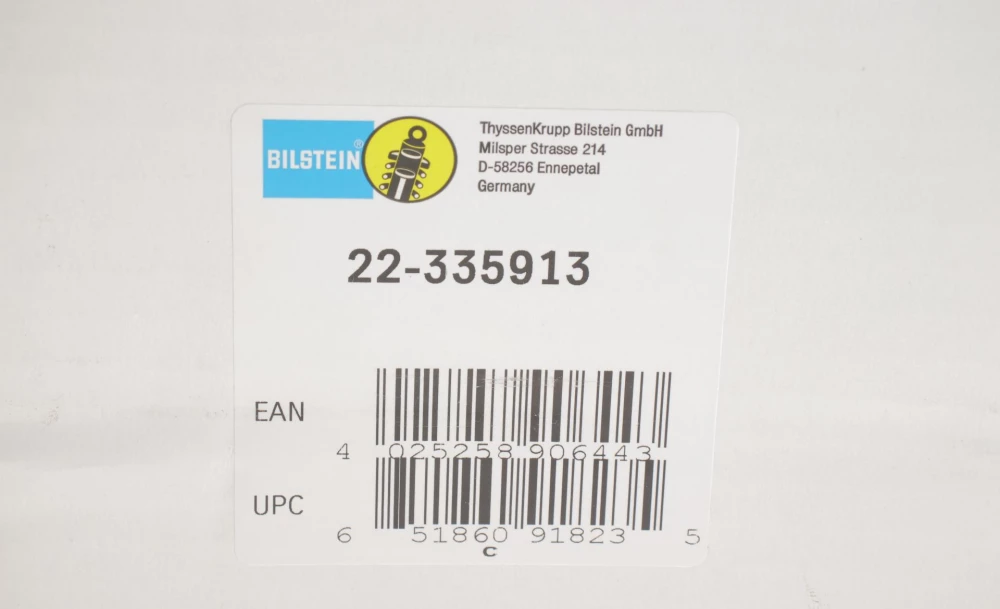 BILSTEIN®
ThyssenKrupp Bilstein GmbH
Milsper Strasse 214
D-58256 Ennepetal
Germany
22-335913
EAN
4 025258 906443
UPC
6 51860 91823 5
C